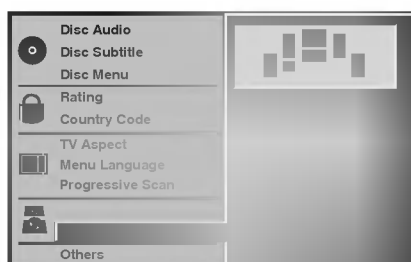 Disc Audio
Disc Subtitle
Disc Menu
Rating
Country Code
TV Aspect
Menu Language
Progressive Scan
Others